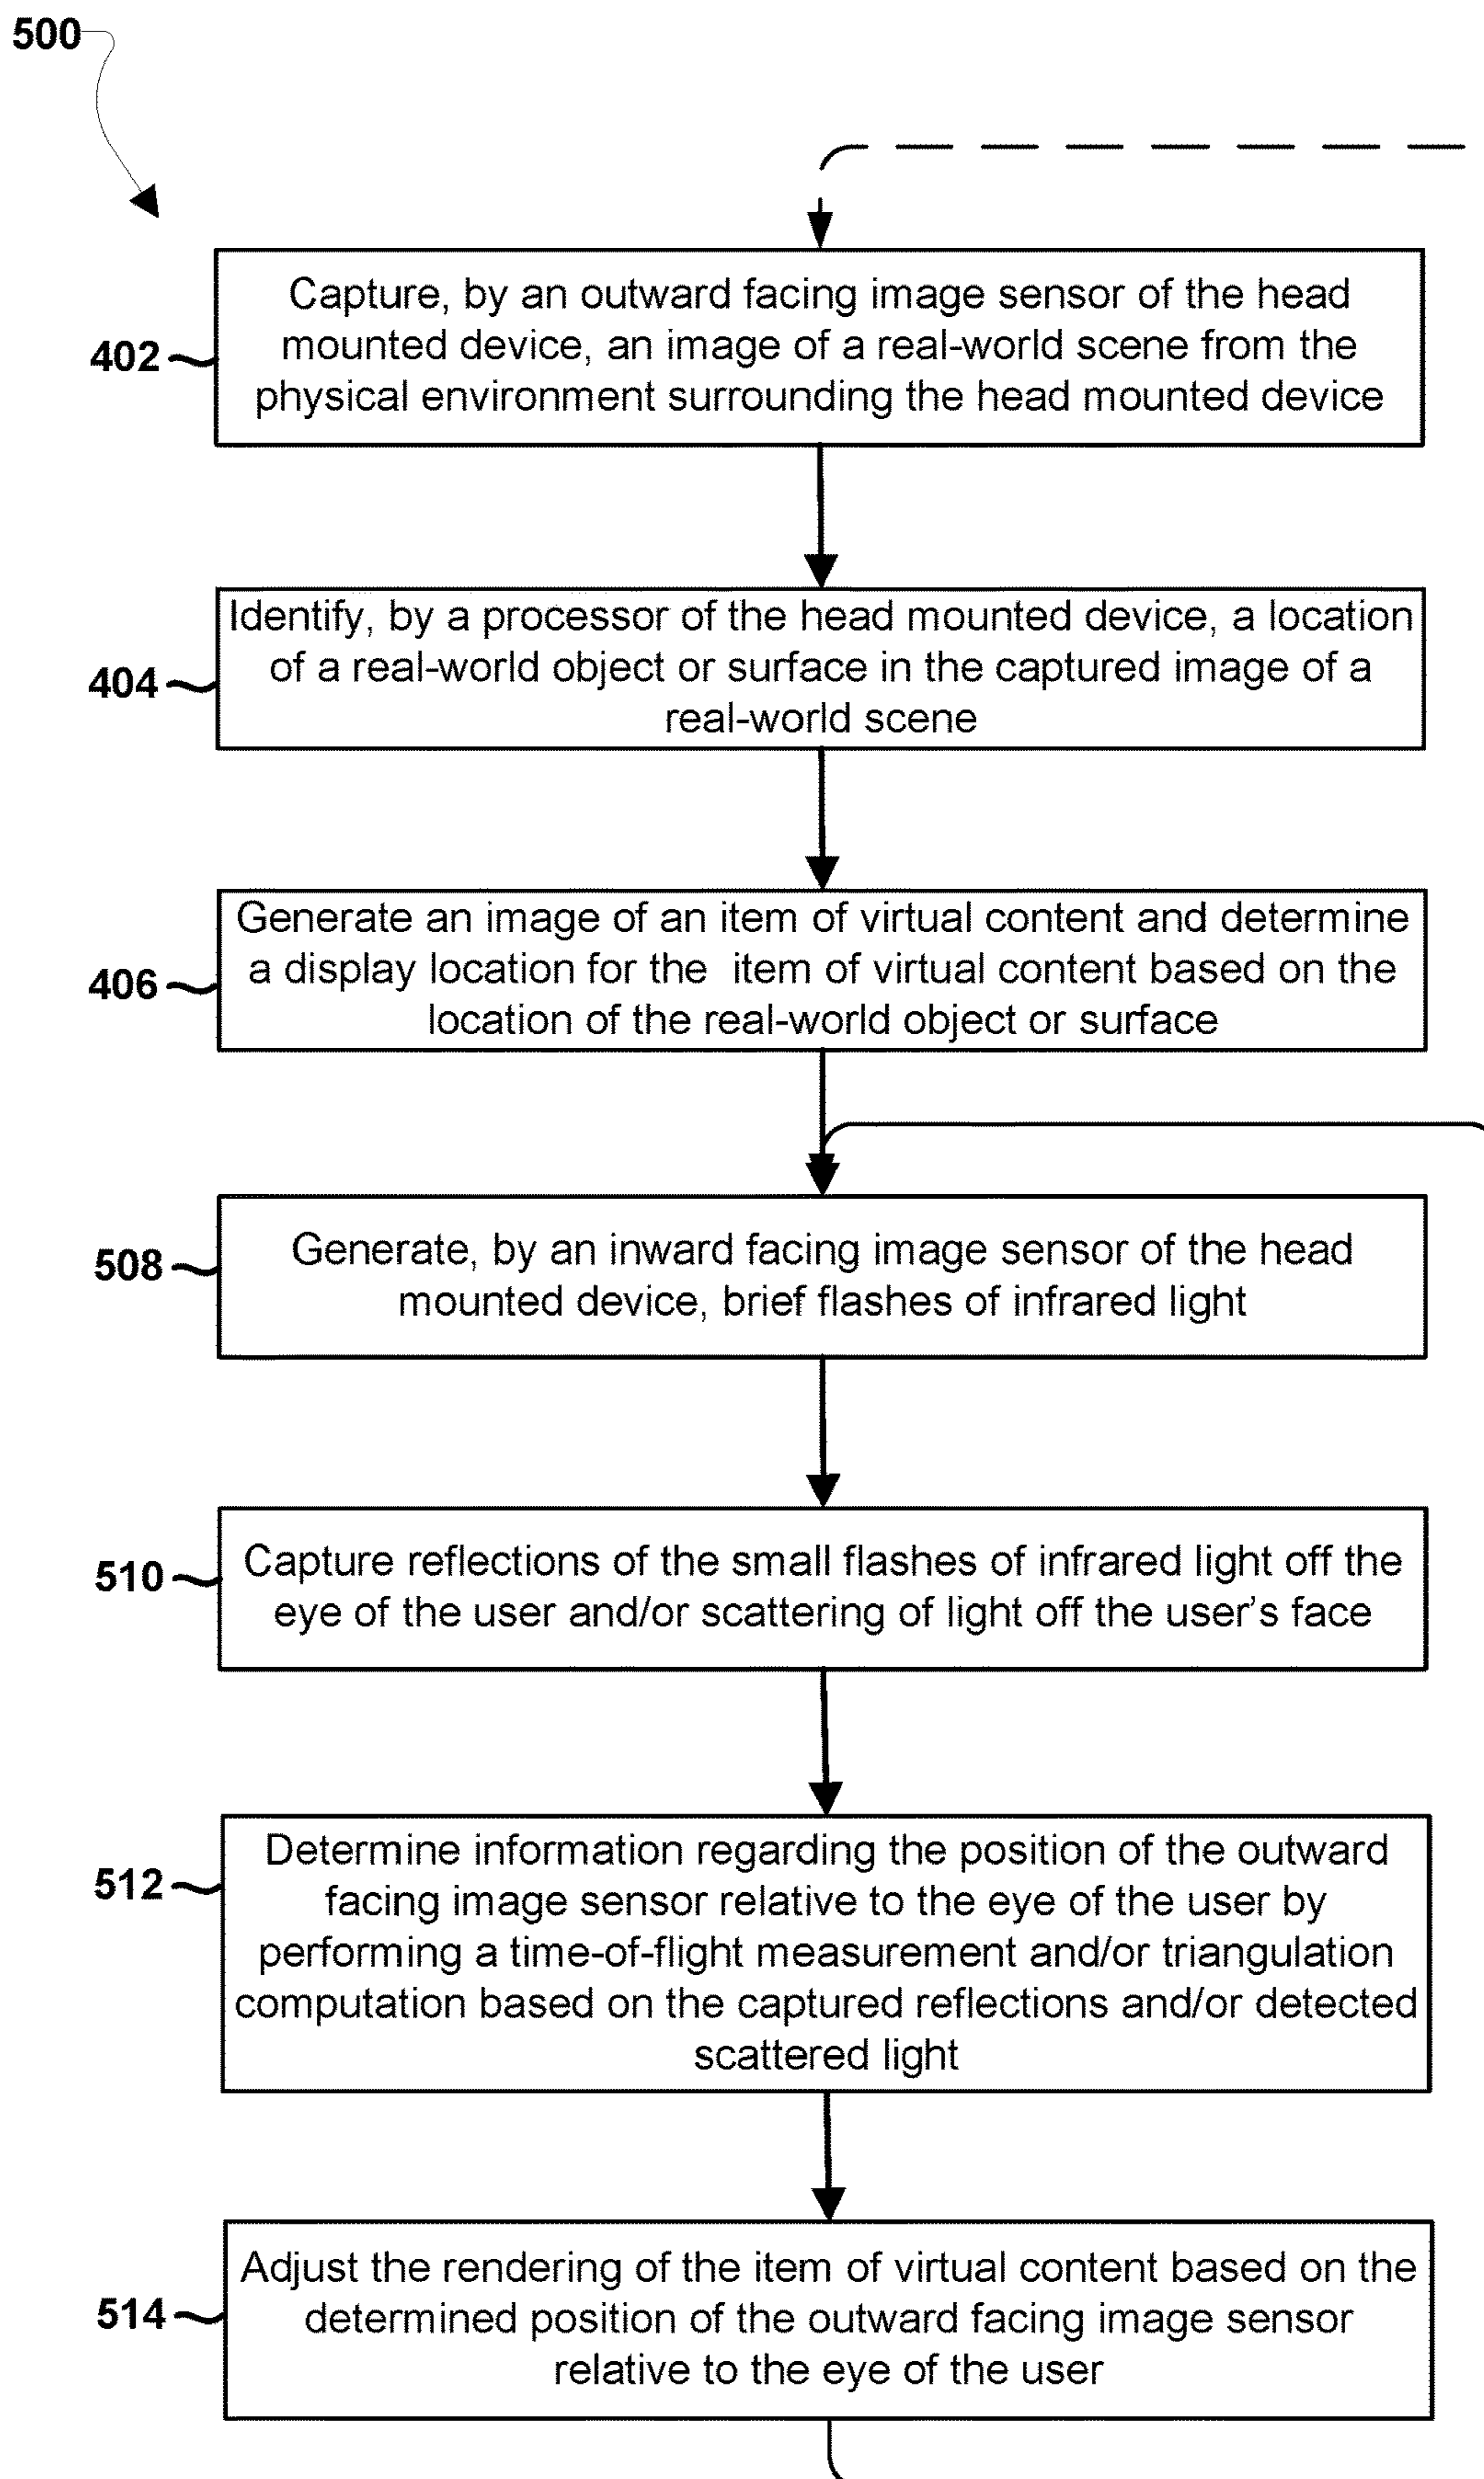 500
402
Capture, by an outward facing image sensor of the head
mounted device, an image of a real-world scene from the
physical environment surrounding the head mounted device
404
Identify, by a processor of the head mounted device, a location
of a real-world object or surface in the captured image of a
real-world scene
406
Generate an image of an item of virtual content and determine
a display location for the item of virtual content based on the
location of the real-world object or surface
508
Generate, by an inward facing image sensor of the head
mounted device, brief flashes of infrared light
510
Capture reflections of the small flashes of infrared light off the
eye of the user and/or scattering of light off the user's face
512
Determine information regarding the position of the outward
facing image sensor relative to the eye of the user by
performing a time-of-flight measurement and/or triangulation
computation based on the captured reflections and/or detected
scattered light
514
Adjust the rendering of the item of virtual content based on the
determined position of the outward facing image sensor
relative to the eye of the user